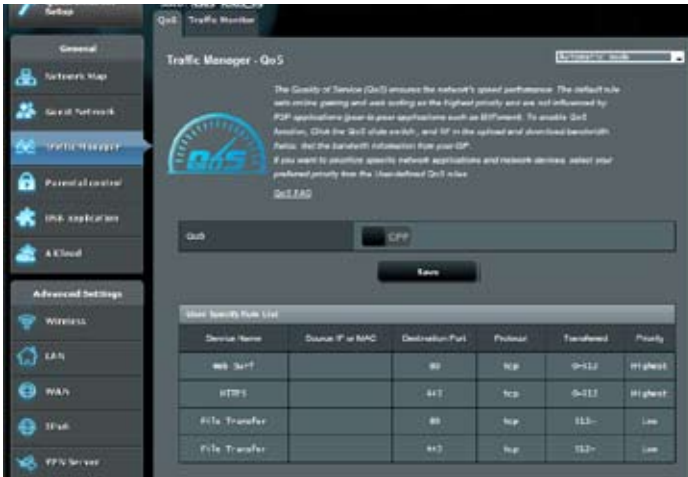 Setup
QoS Traffic Monitor
General
Network Map
Guest Network
Traffic Manager
Parental control
USB application
AiCloud
Advanced Settings
Wireless
LAN
WAN
IPv6
VPN Server
Traffic Manager - QoS
Automatic mode
QoS
The Quality of Service (QoS) ensures the network's speed performance. The default rule
sets online gaming and web surfing as the highest priority and are not influenced by
P2P applications (peer-to-peer applications such as BitTorrent). To enable QoS
function, Click the QoS slide switch, and fill in the upload and download bandwidth
fields. Get the bandwidth information from your ISP.
If you want to prioritize specific network applications and network devices, select your
preferred priority from the User-defined QoS rules
QoS FAQ
QoS OFF
Save
User Specify Rule List
Service Name Source IP or MAC Destination Port Protocol Transferred Priority
Web Surf 80 tcp 0~512 Highest
HTTPS 443 tcp 0~512 Highest
File Transfer 80 tcp 512~ Low
File Transfer 443 tcp 512~ Low